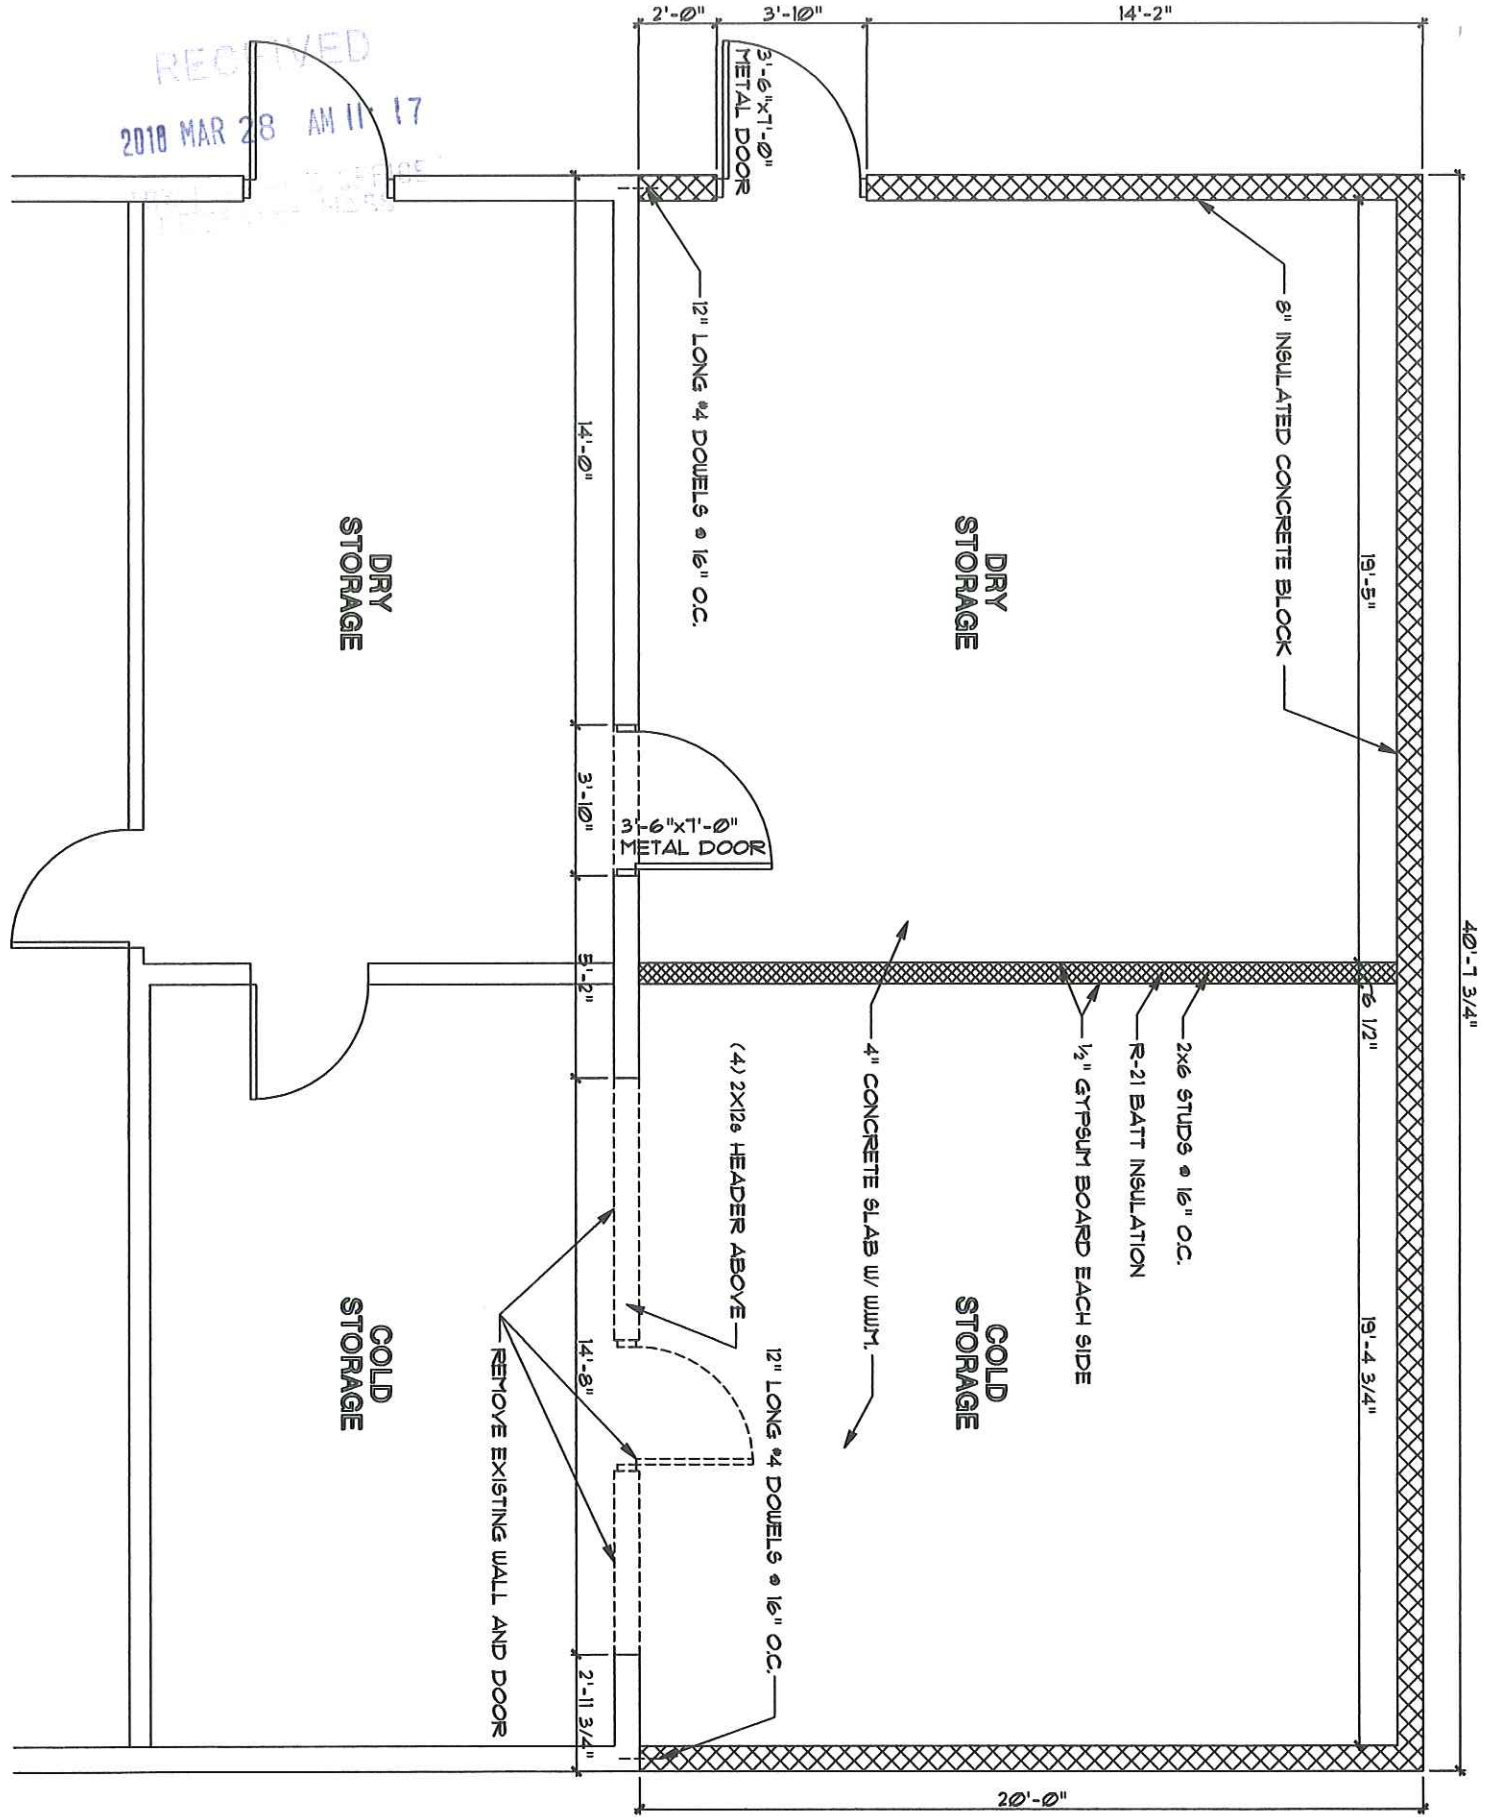 2'-0"
3'-10"
14'-2"
RECEIVED
2018 MAR 28 AM 11:17
3'-6"x7'-0"
METAL DOOR
8" INSULATED CONCRETE BLOCK
12" LONG #4 DOWELS @ 16" O.C.
14'-0"
19'-5"
DRY
STORAGE
DRY
STORAGE
3'-10"
3'-6"x7'-0"
METAL DOOR
40'-7 3/4"
5'-2"
6 1/2"
2x6 STUDS @ 16" O.C.
R-21 BATT INSULATION
½" GYPSUM BOARD EACH SIDE
4" CONCRETE SLAB W/ W.W.M.
(4) 2X12s HEADER ABOVE
COLD
STORAGE
COLD
STORAGE
19'-4 3/4"
14'-8"
12" LONG #4 DOWELS @ 16" O.C.
REMOVE EXISTING WALL AND DOOR
2'-11 3/4"
20'-0"